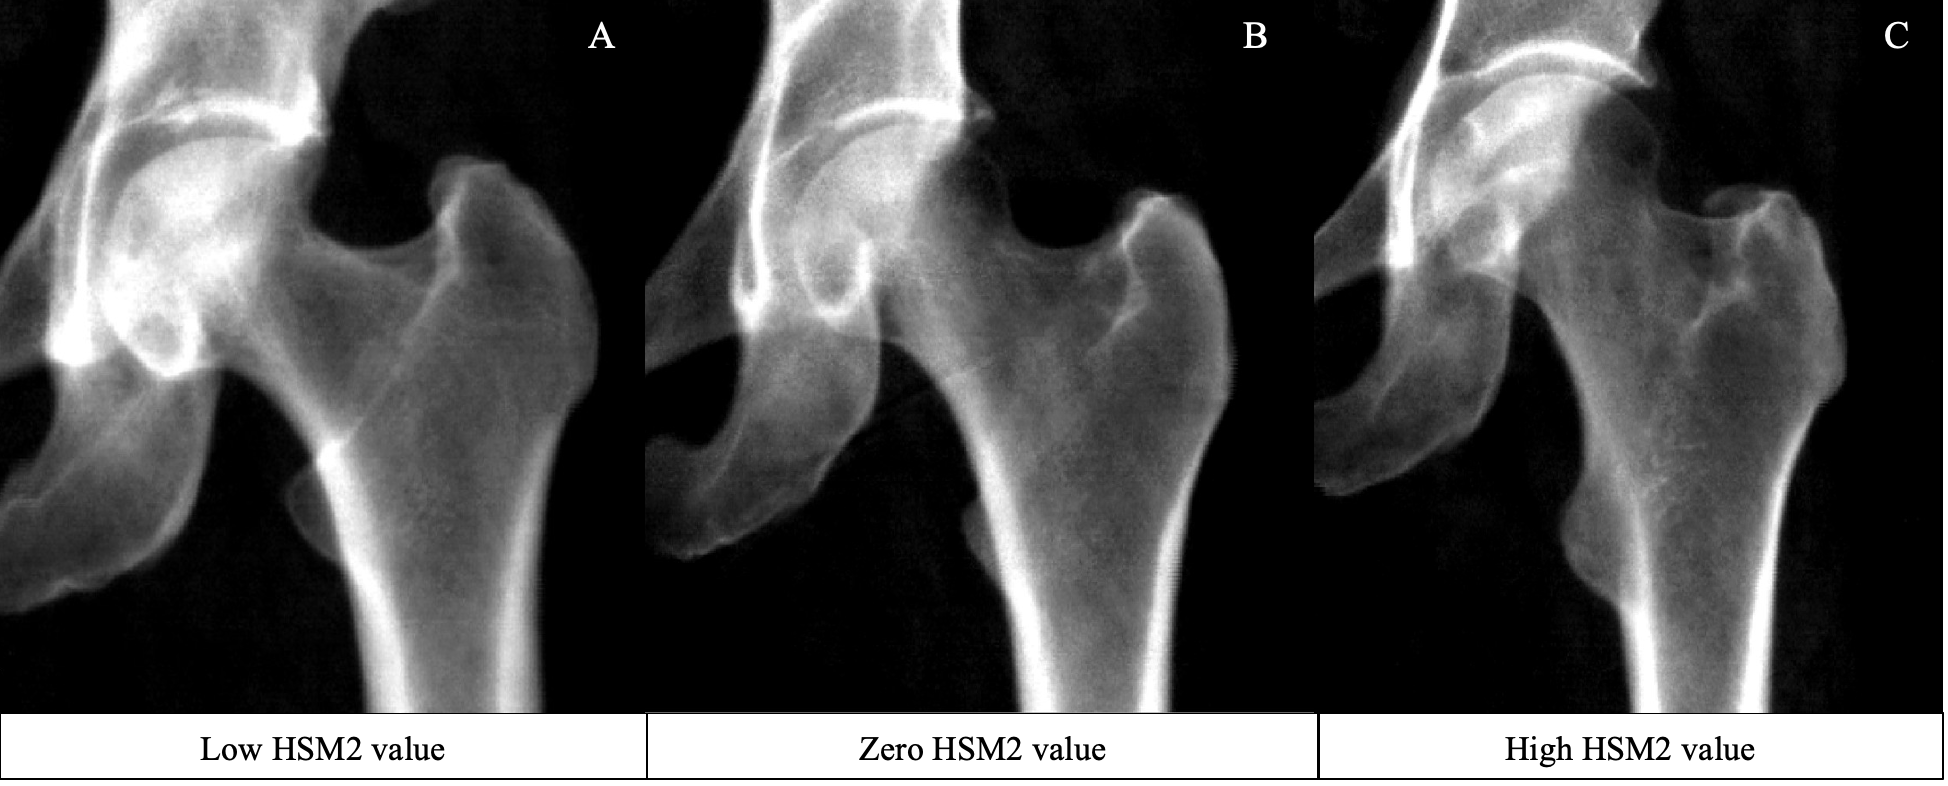 A
B
C
Low HSM2 value
Zero HSM2 value
High HSM2 value